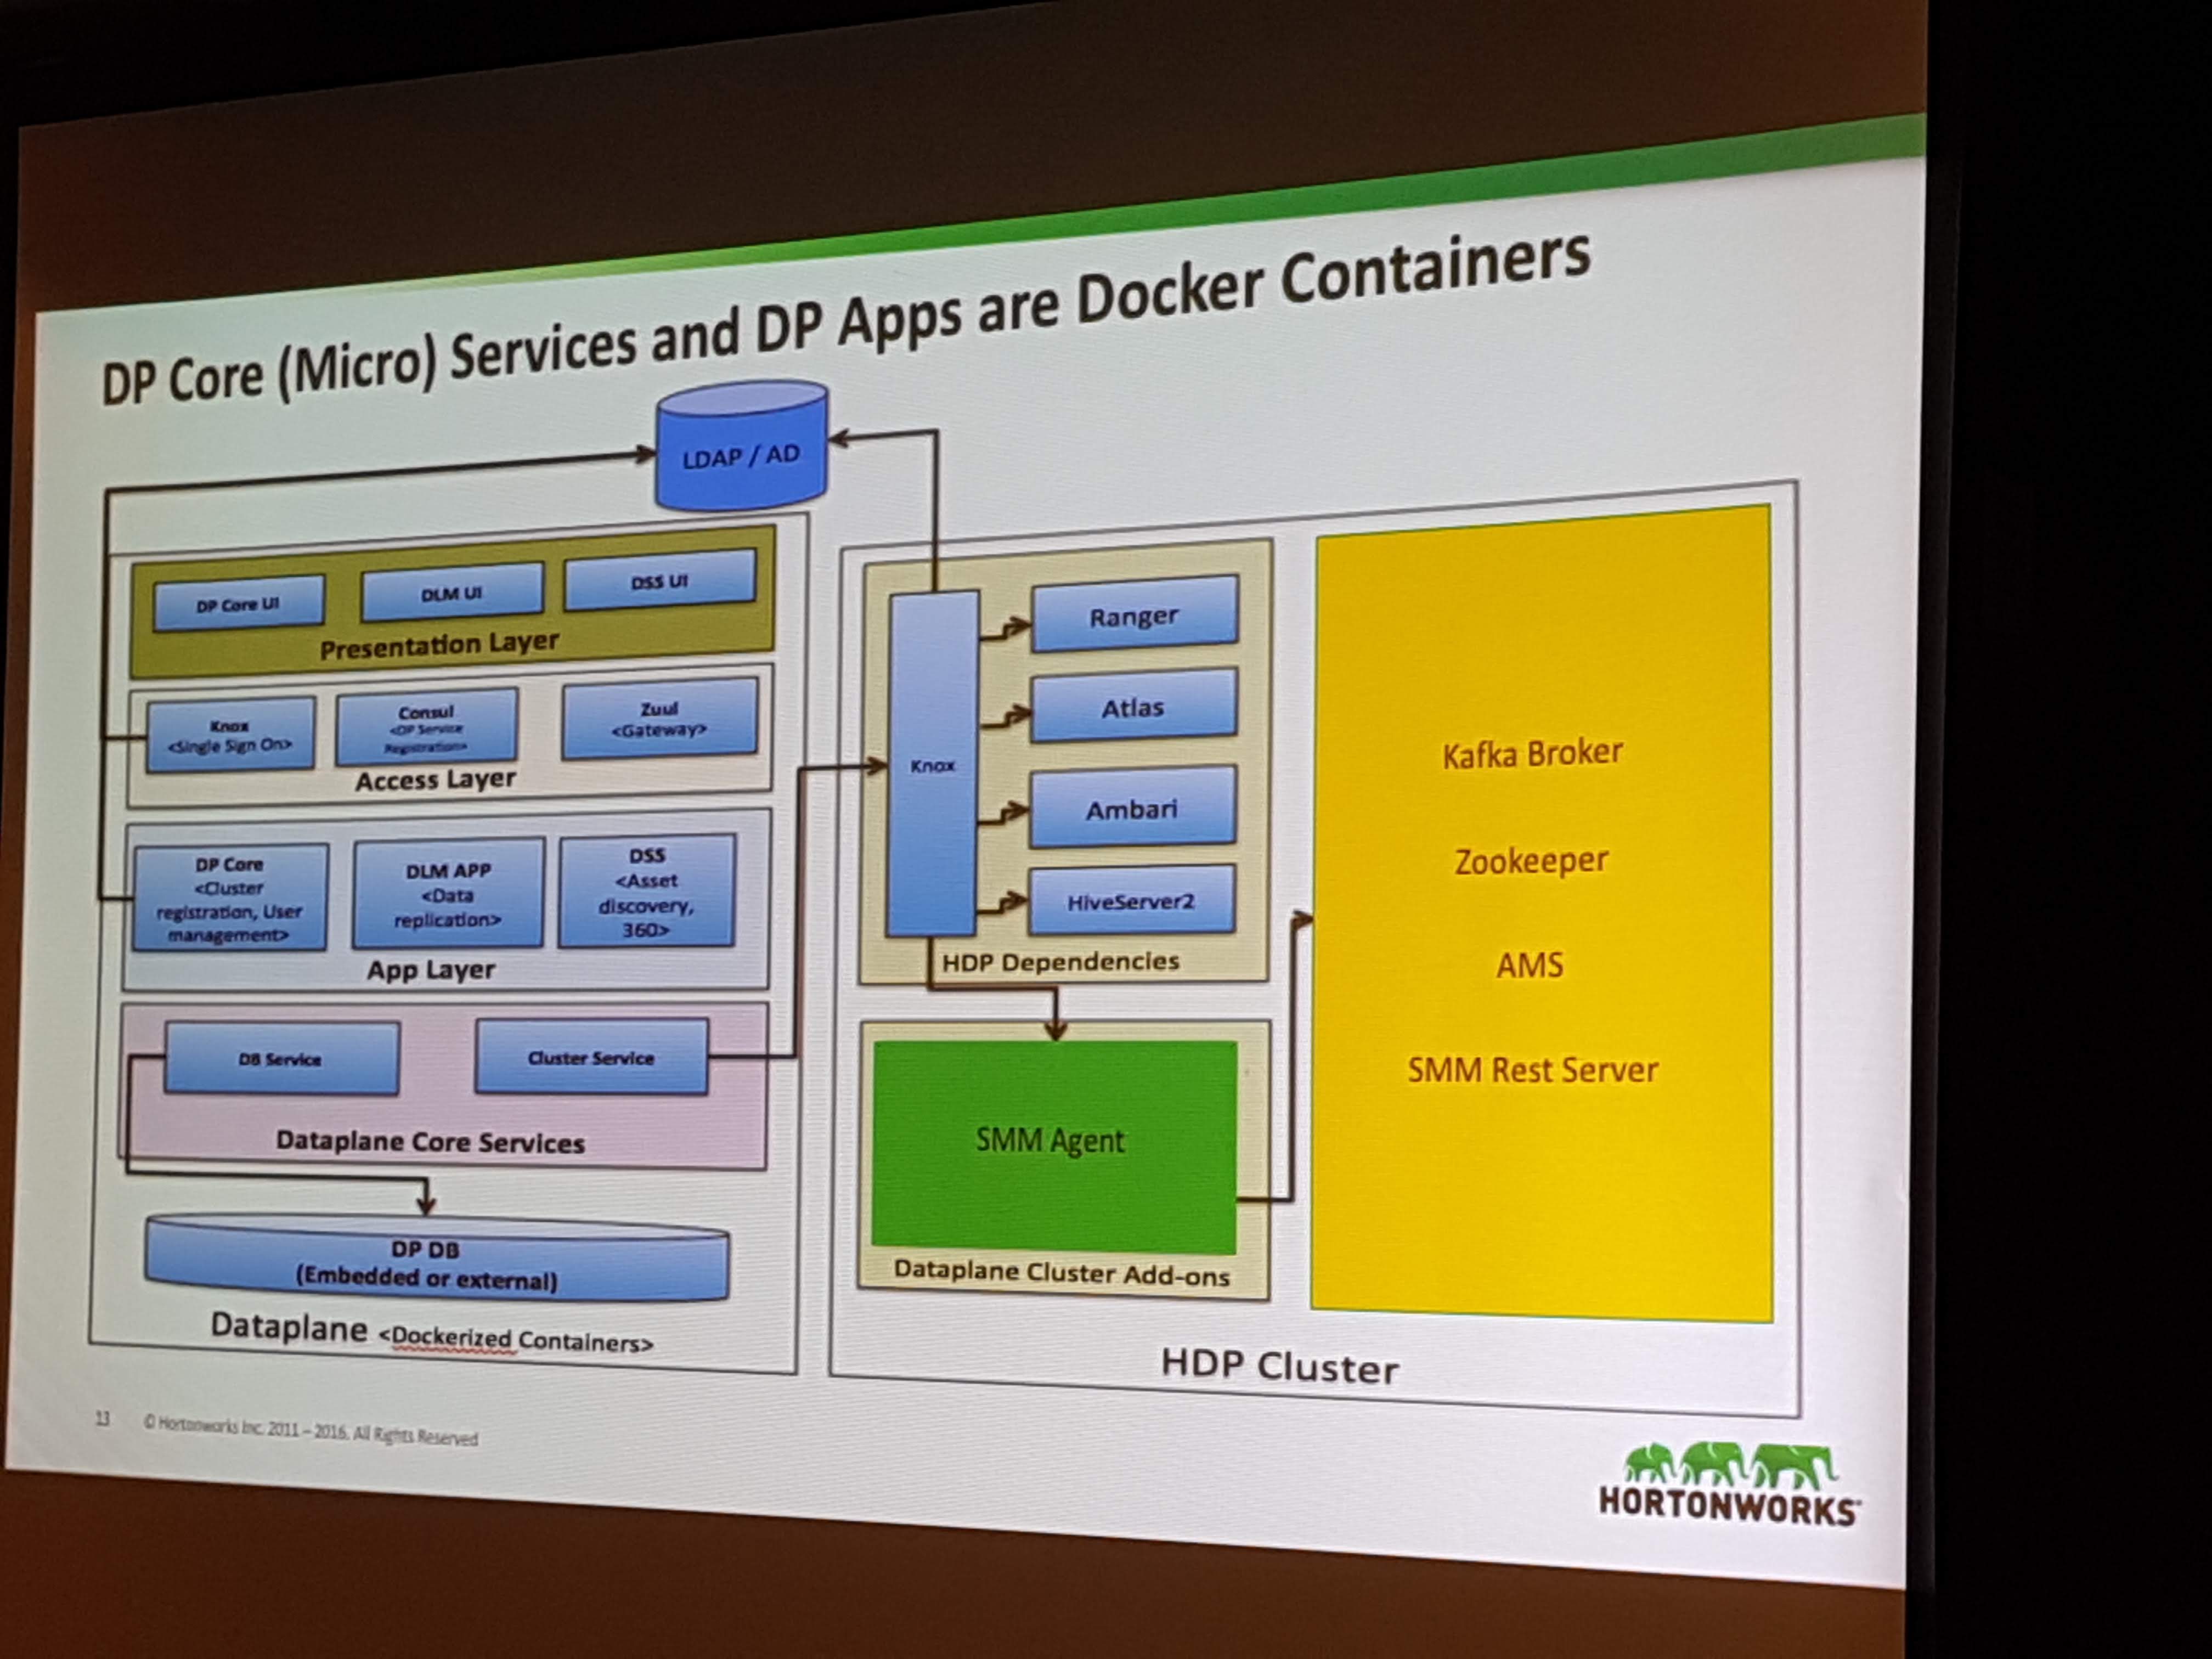 DP Core (Micro) Services and DP Apps are Docker Containers
LDAP / AD
DP Core UI
DLM UI
DSS UI
Presentation Layer
Knox
<Single Sign On>
Consul
<DP Service
Registration>
Zuul
<Gateway>
Access Layer
DP Core
<Cluster
registration, User
management>
DLM APP
<Data
replication>
DSS
<Asset
discovery,
360>
App Layer
DB Service
Cluster Service
Dataplane Core Services
DP DB
(Embedded or external)
Dataplane <Dockerized Containers>
Knox
Ranger
Atlas
Ambari
HiveServer2
HDP Dependencies
SMM Agent
Dataplane Cluster Add-ons
Kafka Broker
Zookeeper
AMS
SMM Rest Server
HDP Cluster
13 © Hortonworks Inc. 2011 – 2016. All Rights Reserved
HORTONWORKS